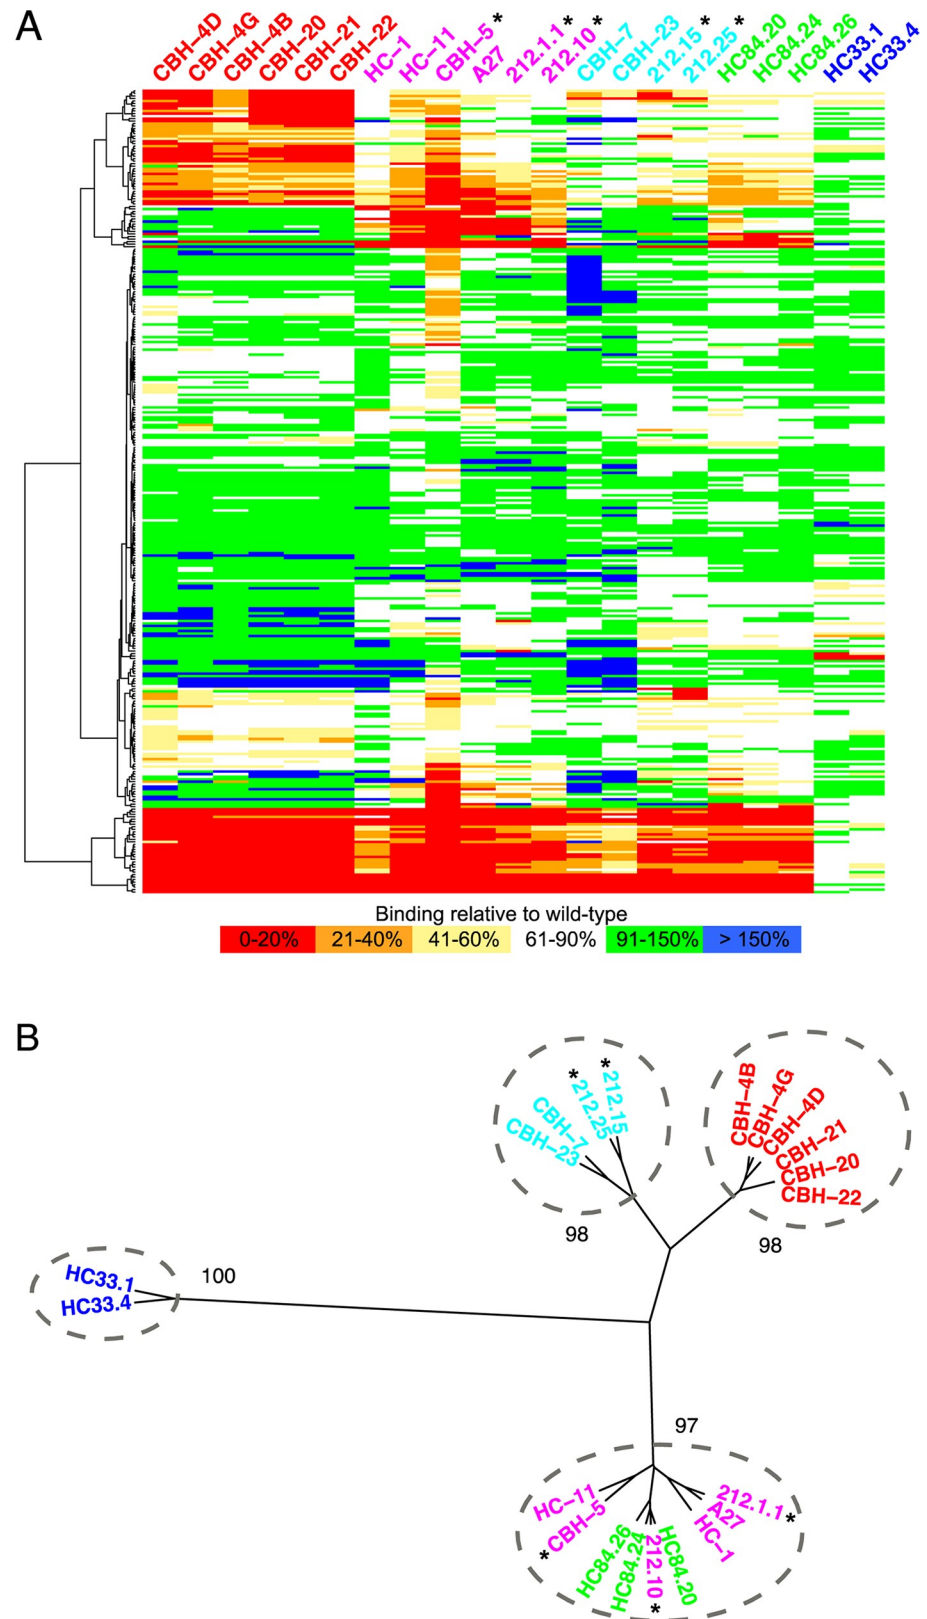 A
CBH-4D CBH-4G CBH-4B CBH-20 CBH-21 CBH-22 HC-1 HC-11 CBH-5 * A27 212.1.1 * 212.10 * CBH-7 CBH-23 212.15 * 212.25 * HC84.20 HC84.24 HC84.26 HC33.1 HC33.4
Binding relative to wild-type
0-20% 21-40% 41-60% 61-90% 91-150% > 150%
B
CBH-23
CBH-7
* 212.25
* 212.15
98
CBH-4B
CBH-4G
CBH-4D
CBH-21
CBH-20
CBH-22
98
HC33.1
HC33.4
100
97
HC-11
* CBH-5
HC84.26
HC84.24
212.10 *
HC84.20
HC-1
A27
212.1.1 *